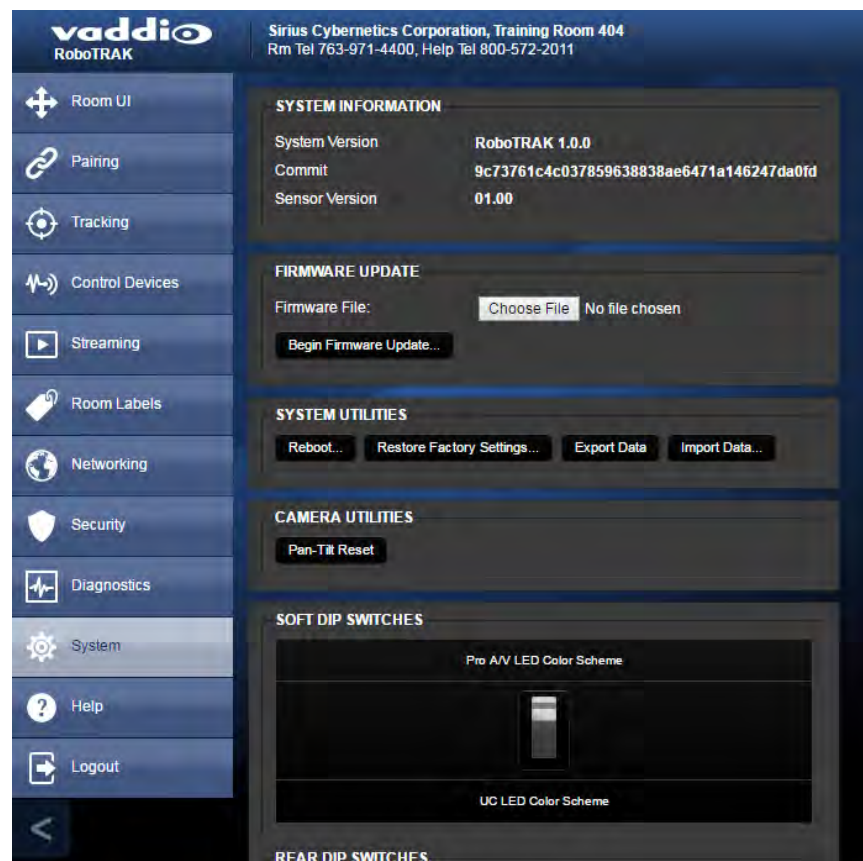 vaddio
RoboTRAK
Sirius Cybernetics Corporation, Training Room 404
Rm Tel 763-971-4400, Help Tel 800-572-2011
Room UI
Pairing
Tracking
Control Devices
Streaming
Room Labels
Networking
Security
Diagnostics
System
Help
Logout
<
SYSTEM INFORMATION
System Version RoboTRAK 1.0.0
Commit 9c73761c4c037859638838ae6471a146247da0fd
Sensor Version 01.00
FIRMWARE UPDATE
Firmware File: Choose File No file chosen
Begin Firmware Update...
SYSTEM UTILITIES
Reboot... Restore Factory Settings... Export Data Import Data...
CAMERA UTILITIES
Pan-Tilt Reset
SOFT DIP SWITCHES
Pro A/V LED Color Scheme
UC LED Color Scheme
REAR DIP SWITCHES